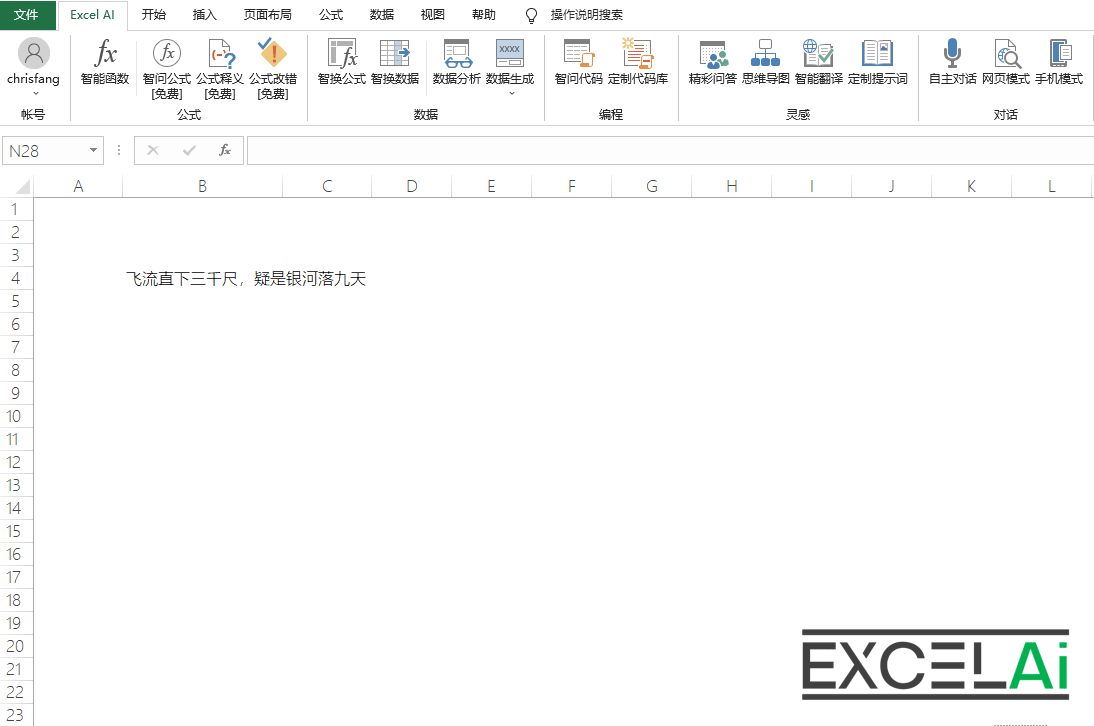 文件 Excel AI 开始 插入 页面布局 公式 数据 视图 帮助 操作说明搜索
chrisfang 智能函数 智问公式 公式释义 公式改错 智换公式 智换数据 数据分析 数据生成 智问代码 定制代码库 精彩问答 思维导图 智能翻译 定制提示词 自主对话 网页模式 手机模式
[免费] [免费] [免费]
帐号 公式 数据 编程 灵感 对话
N28 fx
A B C D E F G H I J K L
1
2
3
4 飞流直下三千尺，疑是银河落九天
5
6
7
8
9
10
11
12
13
14
15
16
17
18
19
20
21
22
23
EXCELAi